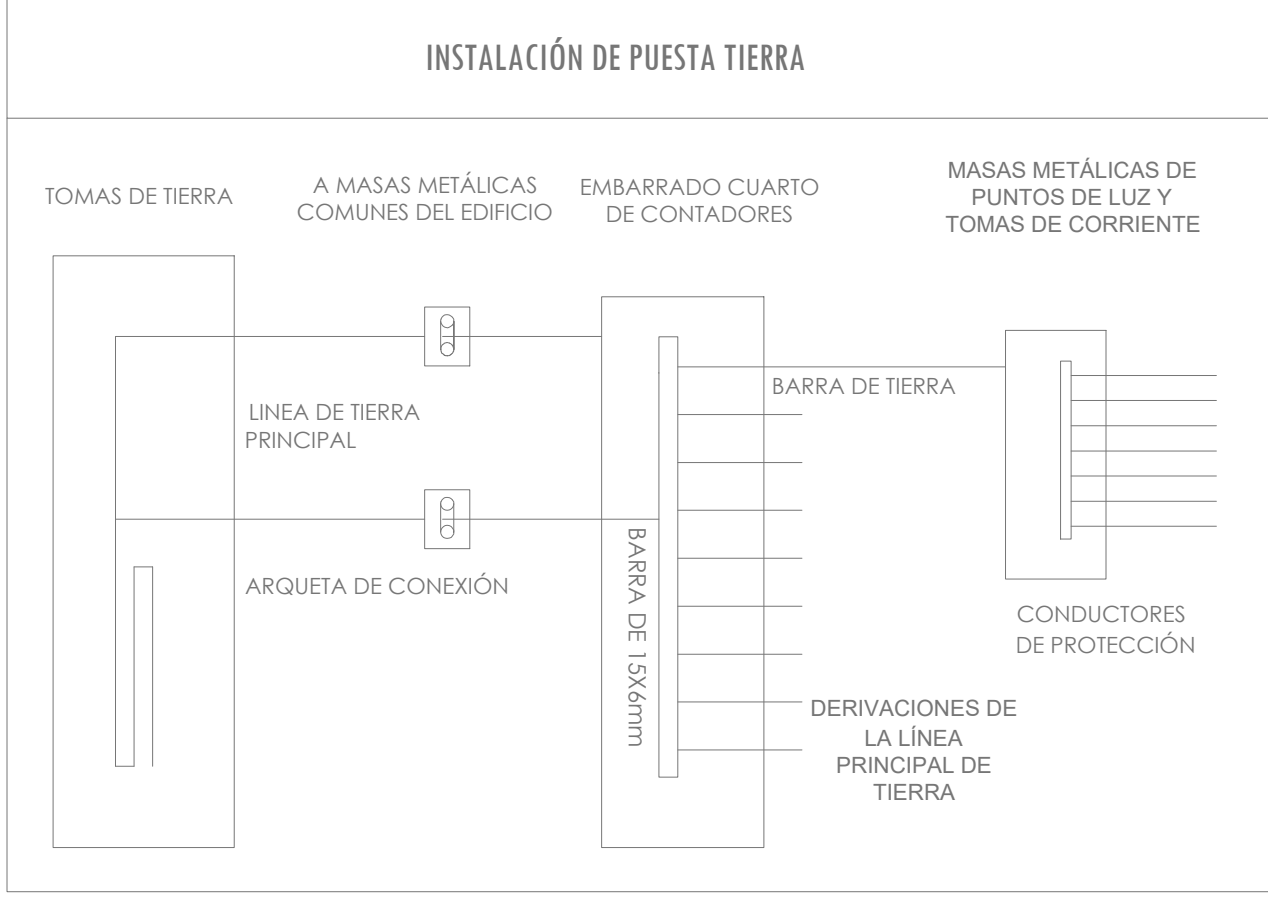 INSTALACIÓN DE PUESTA TIERRA
TOMAS DE TIERRA
A MASAS METÁLICAS
COMUNES DEL EDIFICIO
EMBARRADO CUARTO
DE CONTADORES
MASAS METÁLICAS DE
PUNTOS DE LUZ Y
TOMAS DE CORRIENTE
LINEA DE TIERRA
PRINCIPAL
BARRA DE TIERRA
ARQUETA DE CONEXIÓN
BARRA DE 15X6mm
CONDUCTORES
DE PROTECCIÓN
DERIVACIONES DE
LA LÍNEA
PRINCIPAL DE
TIERRA